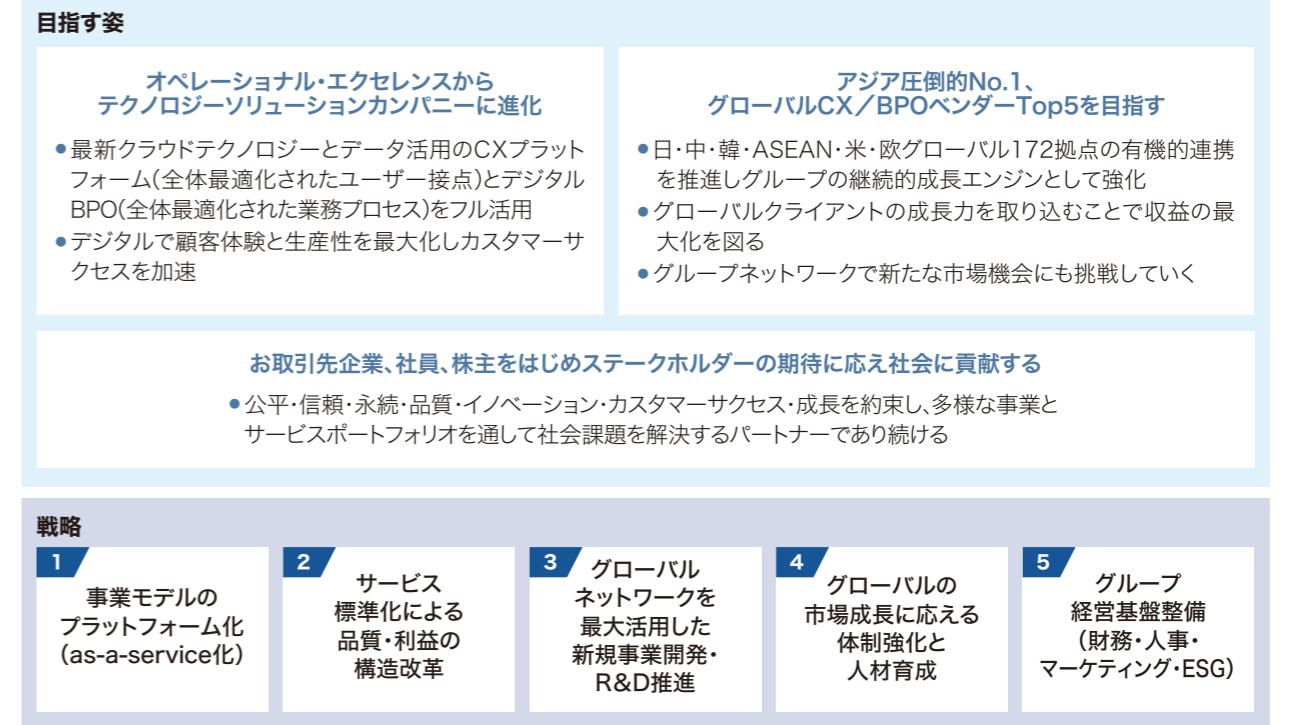 目指す姿
オペレーショナル・エクセレンスから
テクノロジーソリューションカンパニーに進化
●最新クラウドテクノロジーとデータ活用のCXプラット
フォーム(全体最適化されたユーザー接点)とデジタル
BPO(全体最適化された業務プロセス)をフル活用
●デジタルで顧客体験と生産性を最大化しカスタマーサ
クセスを加速
アジア圧倒的No.1、
グローバルCX／BPOベンダーTop5を目指す
●日・中・韓・ASEAN・米・欧グローバル172拠点の有機的連携
を推進しグループの継続的成長エンジンとして強化
●グローバルクライアントの成長力を取り込むことで収益の最
大化を図る
●グループネットワークで新たな市場機会にも挑戦していく
お取引先企業、社員、株主をはじめステークホルダーの期待に応え社会に貢献する
●公平・信頼・永続・品質・イノベーション・カスタマーサクセス・成長を約束し、多様な事業と
サービスポートフォリオを通して社会課題を解決するパートナーであり続ける
戦略
1
事業モデルの
プラットフォーム化
（as-a-service化）
2
サービス
標準化による
品質・利益の
構造改革
3
グローバル
ネットワークを
最大活用した
新規事業開発・
R&D推進
4
グローバルの
市場成長に応える
体制強化と
人材育成
5
グループ
経営基盤整備
（財務・人事・
マーケティング・ESG）